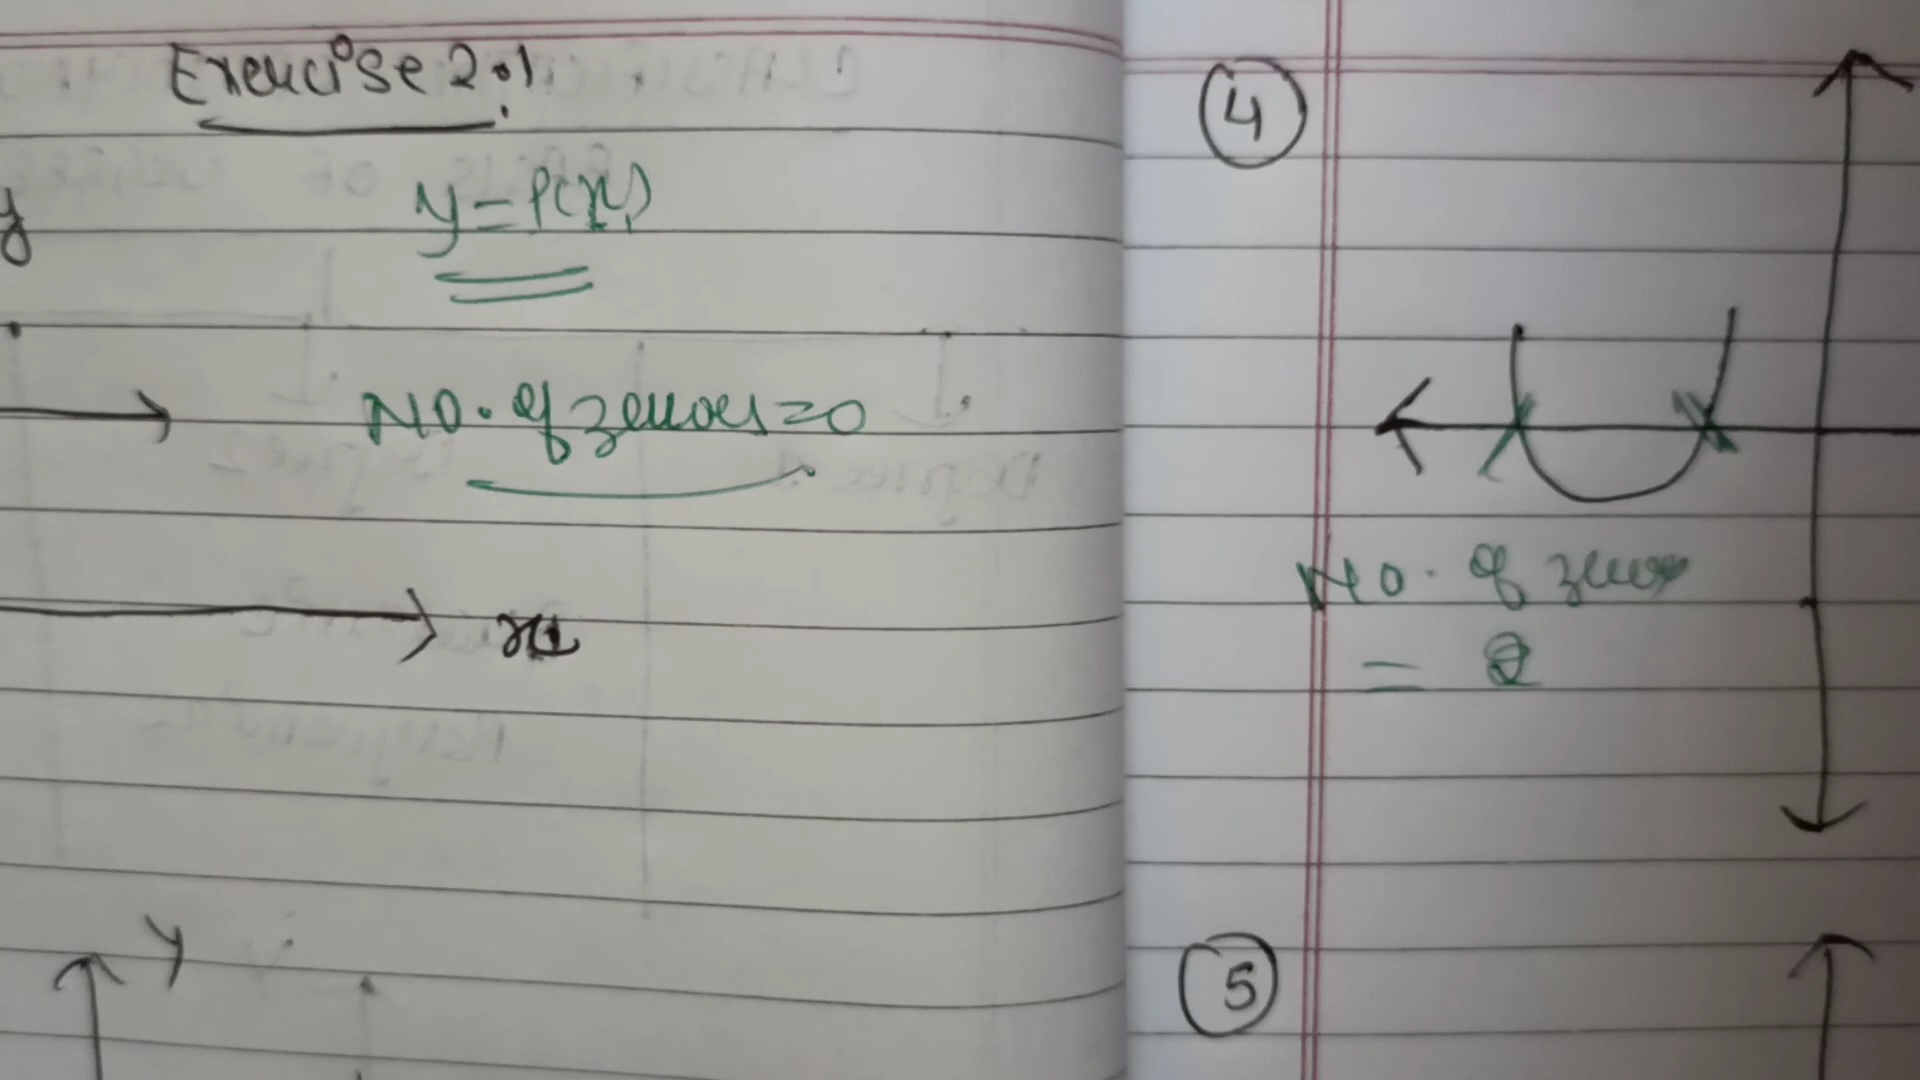 Exercise 2.1
y
y = P(x)
No. of zeroes = 0
x
y
4
No. of zeroes
= 2
5